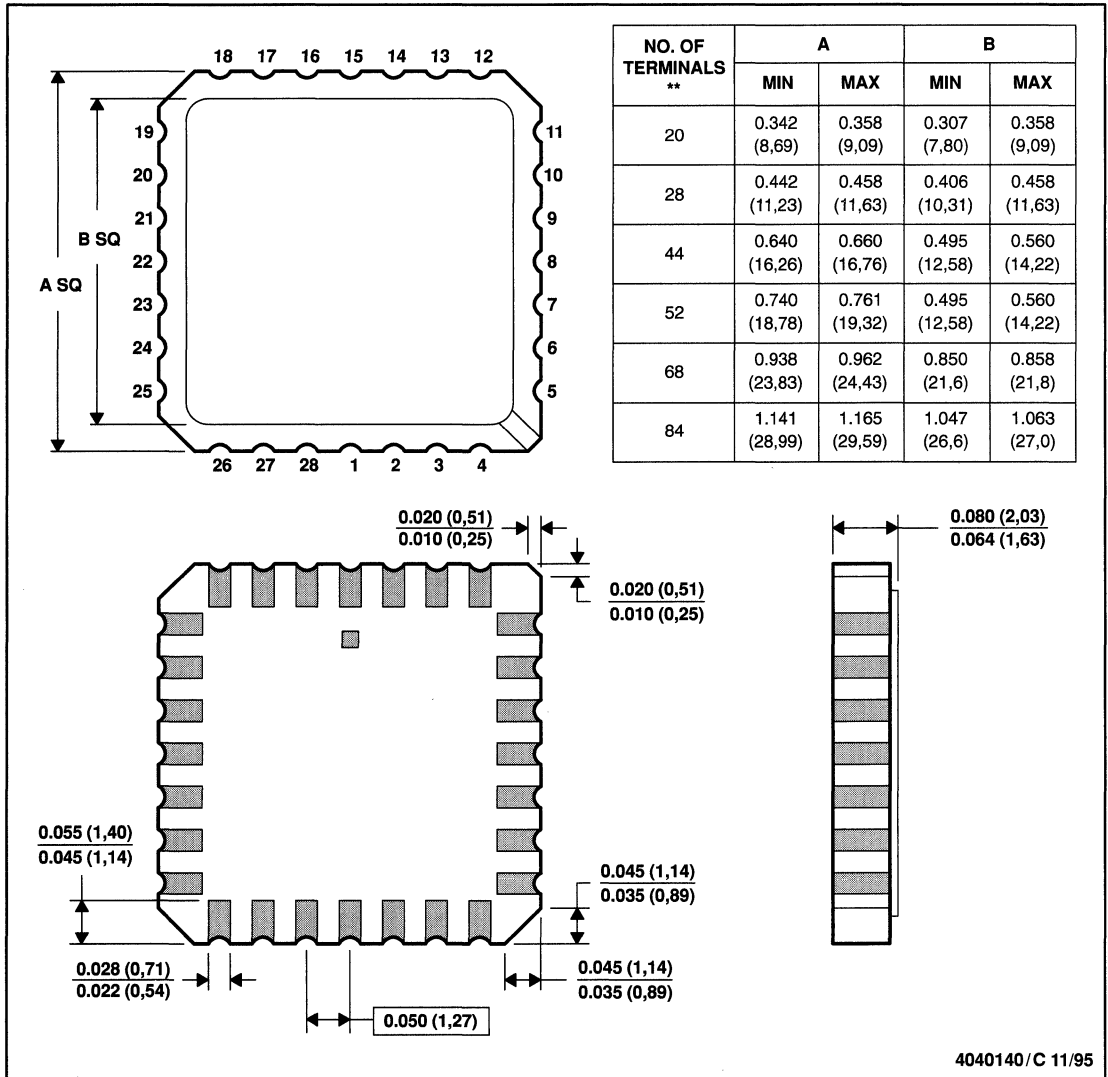 18 17 16 15 14 13 12
19
20
21
22
23
24
25
11
10
9
8
7
6
5
26 27 28 1 2 3 4
A SQ
B SQ
NO. OF TERMINALS ** A B
MIN MAX MIN MAX
20 0.342 0.358 0.307 0.358
(8,69) (9,09) (7,80) (9,09)
28 0.442 0.458 0.406 0.458
(11,23) (11,63) (10,31) (11,63)
44 0.640 0.660 0.495 0.560
(16,26) (16,76) (12,58) (14,22)
52 0.740 0.761 0.495 0.560
(18,78) (19,32) (12,58) (14,22)
68 0.938 0.962 0.850 0.858
(23,83) (24,43) (21,6) (21,8)
84 1.141 1.165 1.047 1.063
(28,99) (29,59) (26,6) (27,0)
0.020 (0,51)
0.010 (0,25)
0.020 (0,51)
0.010 (0,25)
0.080 (2,03)
0.064 (1,63)
0.055 (1,40)
0.045 (1,14)
0.045 (1,14)
0.035 (0,89)
0.028 (0,71)
0.022 (0,54)
0.045 (1,14)
0.035 (0,89)
0.050 (1,27)
4040140/C 11/95